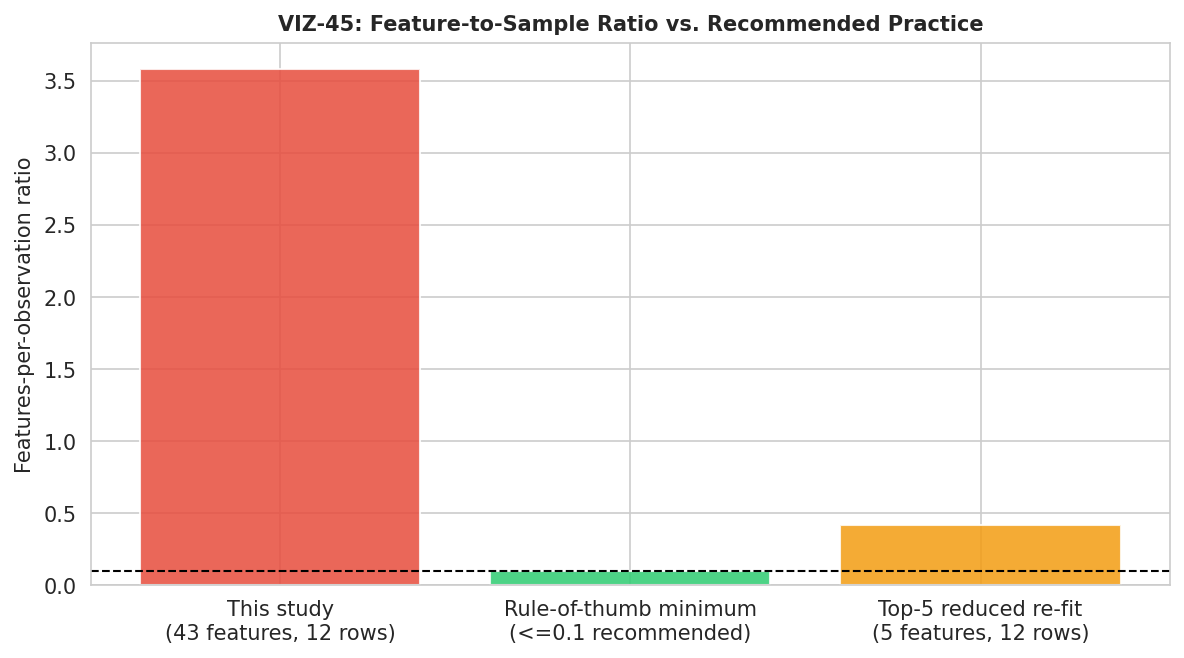 VIZ-45: Feature-to-Sample Ratio vs. Recommended Practice
Features-per-observation ratio
3.5
3.0
2.5
2.0
1.5
1.0
0.5
0.0
This study
(43 features, 12 rows)
Rule-of-thumb minimum
(<=0.1 recommended)
Top-5 reduced re-fit
(5 features, 12 rows)